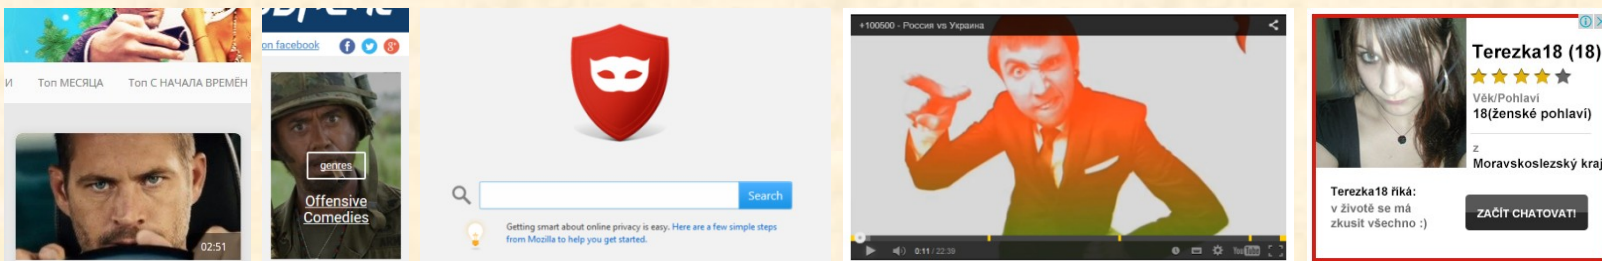 И Топ МЕСЯЦА Топ С НАЧАЛА ВРЕМЁН
02:51
on facebook
genres
Offensive
Comedies
Search
Getting smart about online privacy is easy. Here are a few simple steps
from Mozilla to help you get started.
+100500 - Россия vs Украина
0:11 / 22:39
YouTube
Terezka18 (18)
Věk/Pohlaví
18(ženské pohlaví)
z
Moravskoslezský kraj
Terezka18 říká:
v životě se má
zkusit všechno :)
ZAČÍT CHATOVAT!